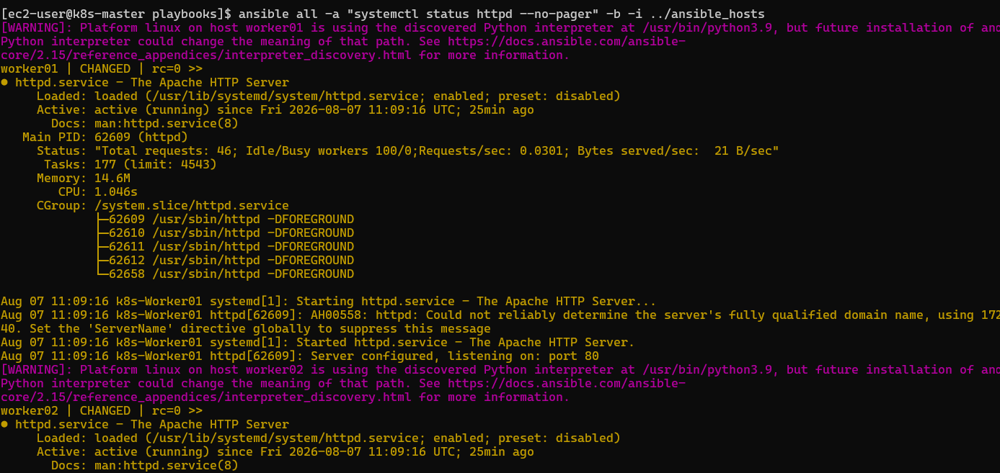 [ec2-user@k8s-master playbooks]$ ansible all -a "systemctl status httpd --no-pager" -b -i ../ansible_hosts
[WARNING]: Platform linux on host worker01 is using the discovered Python interpreter at /usr/bin/python3.9, but future installation of
Python interpreter could change the meaning of that path. See https://docs.ansible.com/ansible-
core/2.15/reference_appendices/interpreter_discovery.html for more information.
worker01 | CHANGED | rc=0 >>
● httpd.service - The Apache HTTP Server
     Loaded: loaded (/usr/lib/systemd/system/httpd.service; enabled; preset: disabled)
     Active: active (running) since Fri 2026-08-07 11:09:16 UTC; 25min ago
       Docs: man:httpd.service(8)
   Main PID: 62609 (httpd)
     Status: "Total requests: 46; Idle/Busy workers 100/0;Requests/sec: 0.0301; Bytes served/sec:  21 B/sec"
      Tasks: 177 (limit: 4543)
     Memory: 14.6M
        CPU: 1.046s
     CGroup: /system.slice/httpd.service
             ├─62609 /usr/sbin/httpd -DFOREGROUND
             ├─62610 /usr/sbin/httpd -DFOREGROUND
             ├─62611 /usr/sbin/httpd -DFOREGROUND
             ├─62612 /usr/sbin/httpd -DFOREGROUND
             └─62658 /usr/sbin/httpd -DFOREGROUND
Aug 07 11:09:16 k8s-Worker01 systemd[1]: Starting httpd.service - The Apache HTTP Server...
Aug 07 11:09:16 k8s-Worker01 httpd[62609]: AH00558: httpd: Could not reliably determine the server's fully qualified domain name, using 172
40. Set the 'ServerName' directive globally to suppress this message
Aug 07 11:09:16 k8s-Worker01 systemd[1]: Started httpd.service - The Apache HTTP Server.
Aug 07 11:09:16 k8s-Worker01 httpd[62609]: Server configured, listening on: port 80
[WARNING]: Platform linux on host worker02 is using the discovered Python interpreter at /usr/bin/python3.9, but future installation of
Python interpreter could change the meaning of that path. See https://docs.ansible.com/ansible-
core/2.15/reference_appendices/interpreter_discovery.html for more information.
worker02 | CHANGED | rc=0 >>
● httpd.service - The Apache HTTP Server
     Loaded: loaded (/usr/lib/systemd/system/httpd.service; enabled; preset: disabled)
     Active: active (running) since Fri 2026-08-07 11:09:16 UTC; 25min ago
       Docs: man:httpd.service(8)